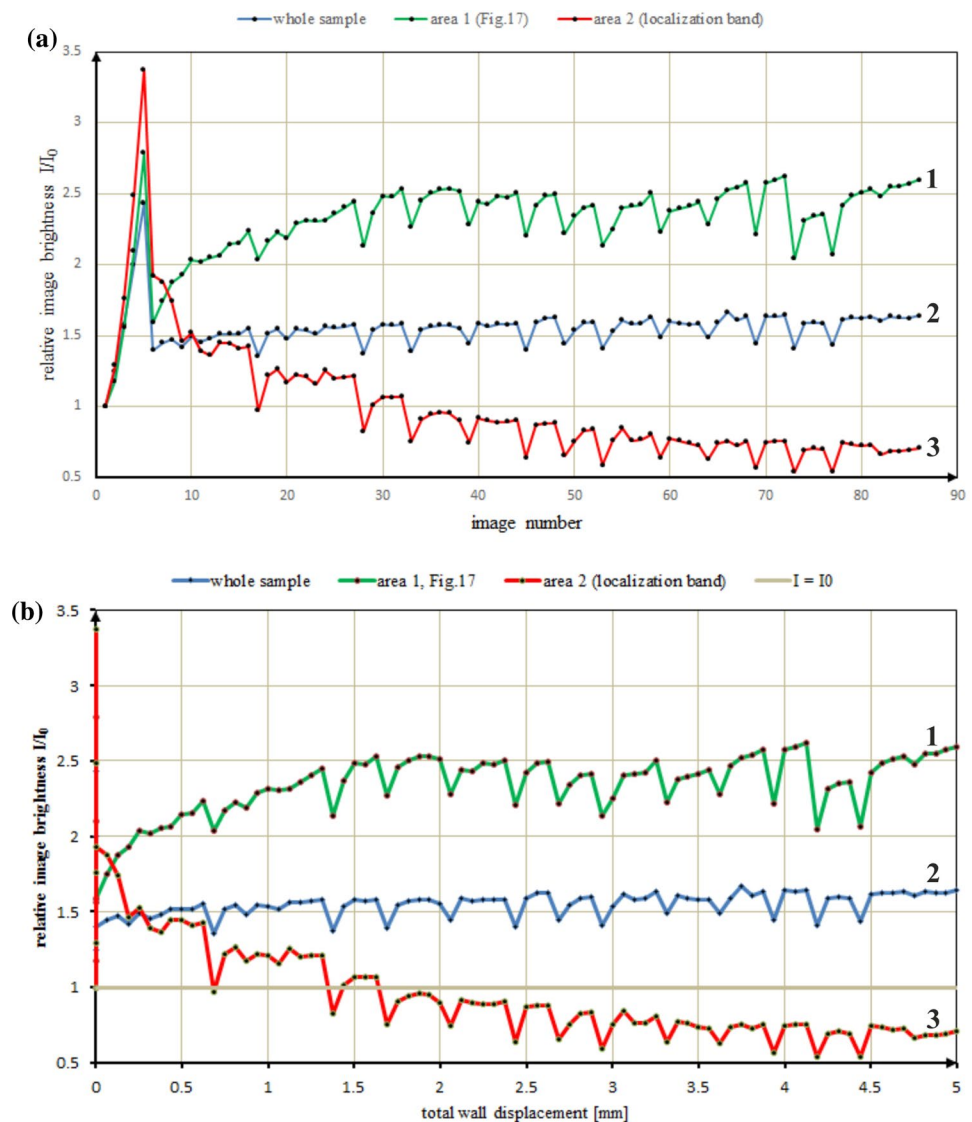 whole sample area 1 (Fig.17) area 2 (localization band)
(a)
3.5
3
2.5
2
1.5
1
0.5
relative image brightness I/I0
1
2
3
0 10 20 30 40 50 60 70 80 90
image number
whole sample area 1, Fig.17 area 2 (localization band) I = I0
(b)
3.5
3
2.5
2
1.5
1
0.5
relative image brightness I/I0
1
2
3
0 0.5 1 1.5 2 2.5 3 3.5 4 4.5 5
total wall displacement [mm]